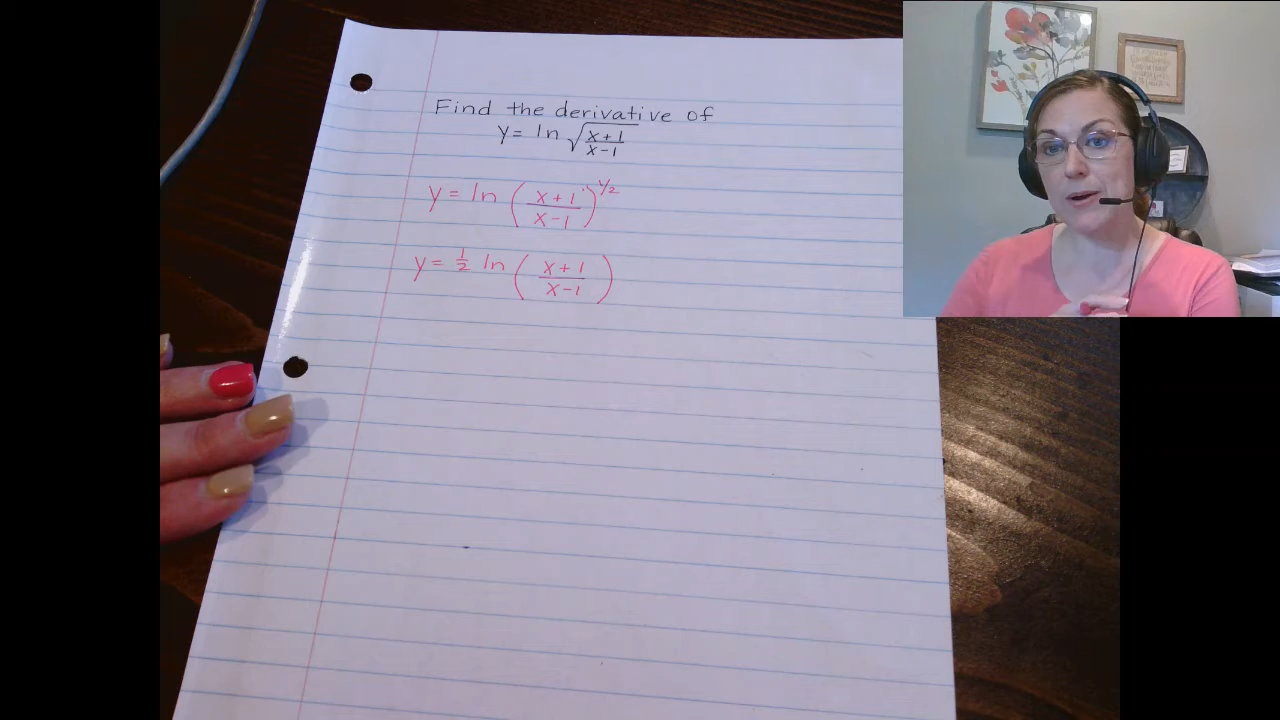 Find the derivative of
y = ln √((x+1)/(x-1))
y = ln ((x+1)/(x-1))^(1/2)
y = 1/2 ln ((x+1)/(x-1))